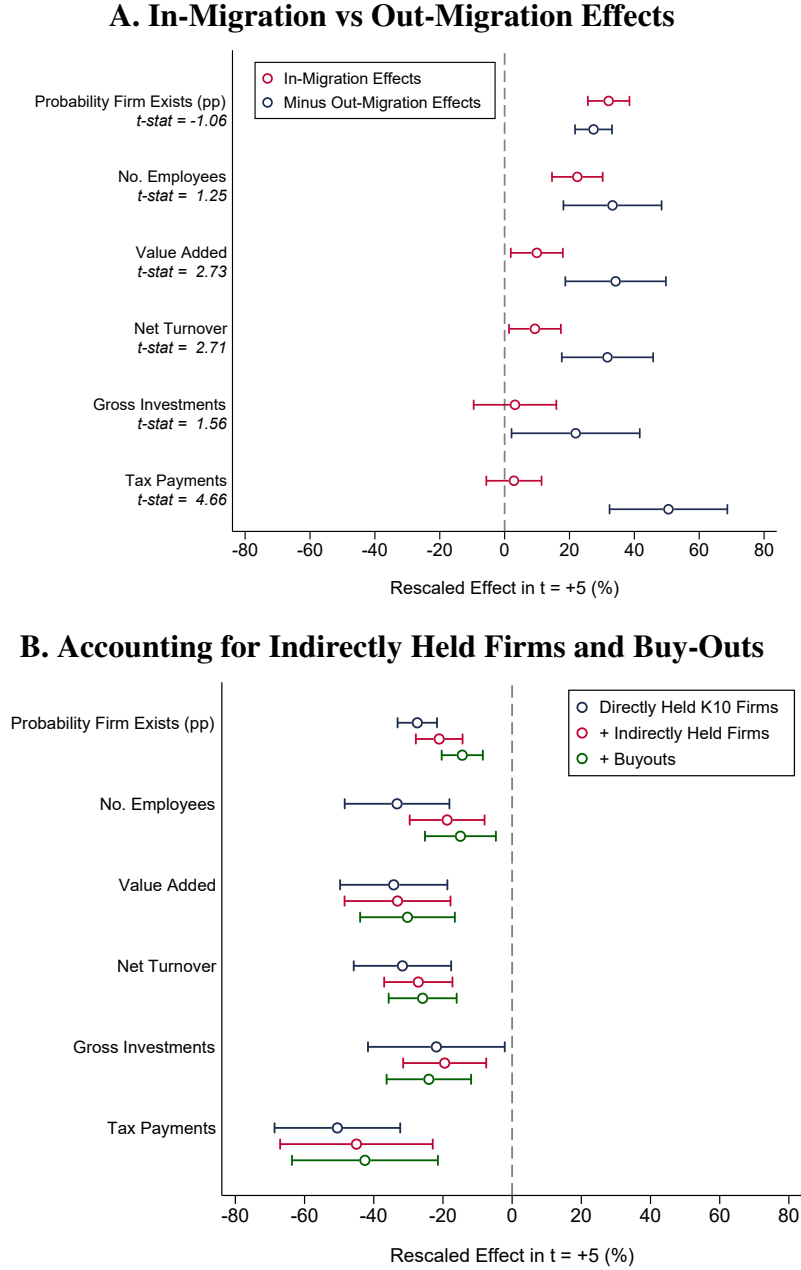 A. In-Migration vs Out-Migration Effects
In-Migration Effects
Minus Out-Migration Effects
Probability Firm Exists (pp)
t-stat = -1.06
No. Employees
t-stat = 1.25
Value Added
t-stat = 2.73
Net Turnover
t-stat = 2.71
Gross Investments
t-stat = 1.56
Tax Payments
t-stat = 4.66
-80 -60 -40 -20 0 20 40 60 80
Rescaled Effect in t = +5 (%)
B. Accounting for Indirectly Held Firms and Buy-Outs
Directly Held K10 Firms
+ Indirectly Held Firms
+ Buyouts
Probability Firm Exists (pp)
No. Employees
Value Added
Net Turnover
Gross Investments
Tax Payments
-80 -60 -40 -20 0 20 40 60 80
Rescaled Effect in t = +5 (%)